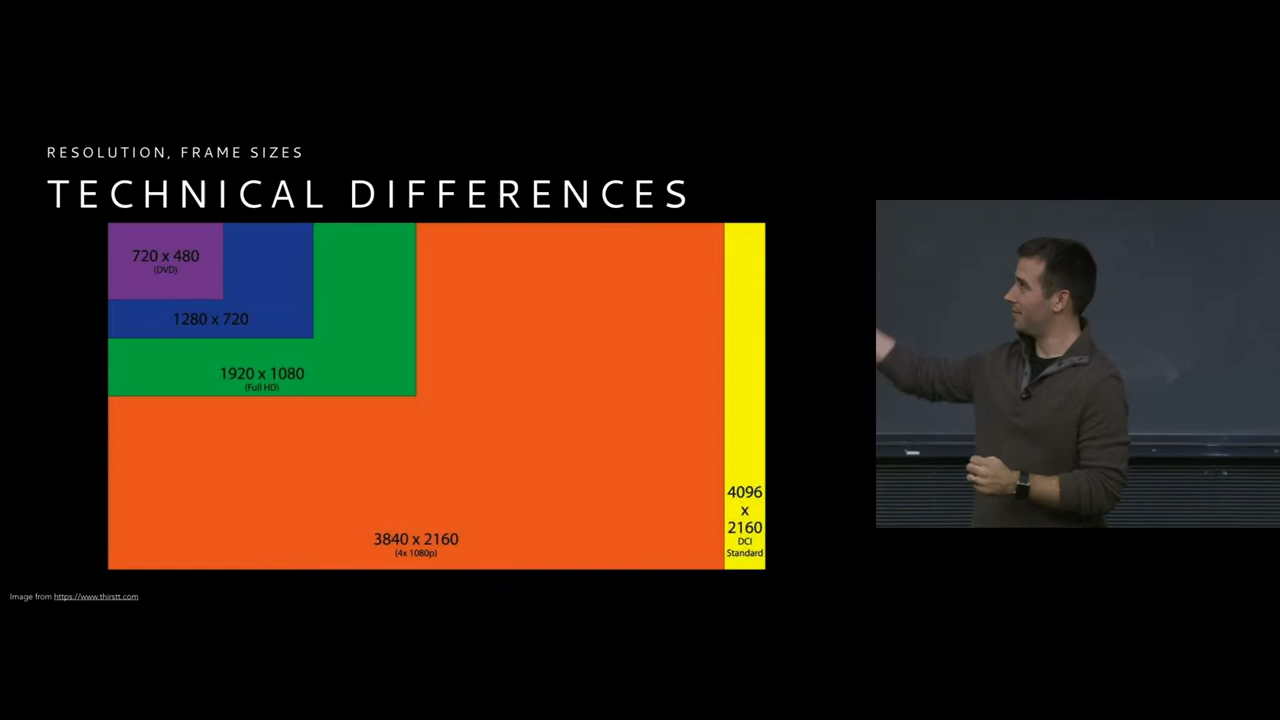 RESOLUTION, FRAME SIZES
TECHNICAL DIFFERENCES
720 x 480
(DVD)
1280 x 720
1920 x 1080
(Full HD)
3840 x 2160
(4x 1080p)
4096
x
2160
DCI
Standard
Image from https://www.thirstt.com